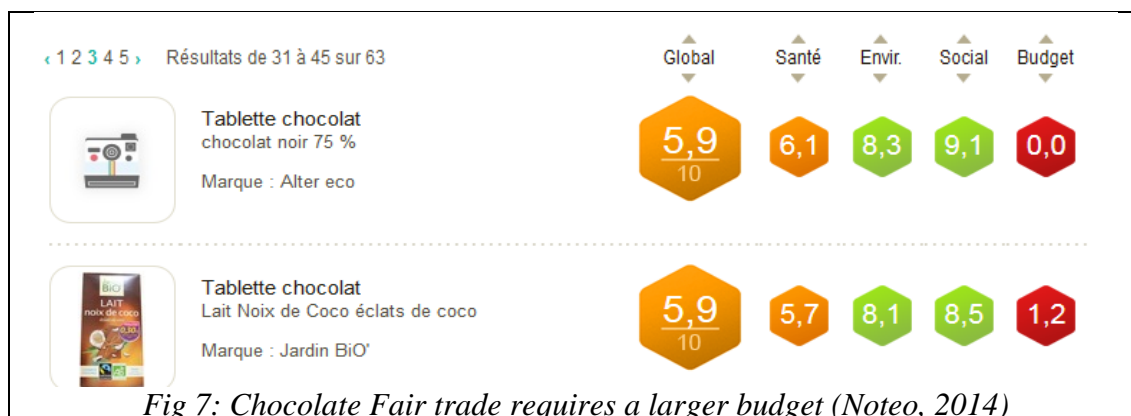 ‹ 1 2 3 4 5 › Résultats de 31 à 45 sur 63
Global Santé Envir. Social Budget
Tablette chocolat
chocolat noir 75 %
Marque : Alter eco
5,9
10
6,1 8,3 9,1 0,0
BiO
LAIT
noix de coco
0,30
Tablette chocolat
Lait Noix de Coco éclats de coco
Marque : Jardin BiO'
5,9
10
5,7 8,1 8,5 1,2
Fig 7: Chocolate Fair trade requires a larger budget (Noteo, 2014)